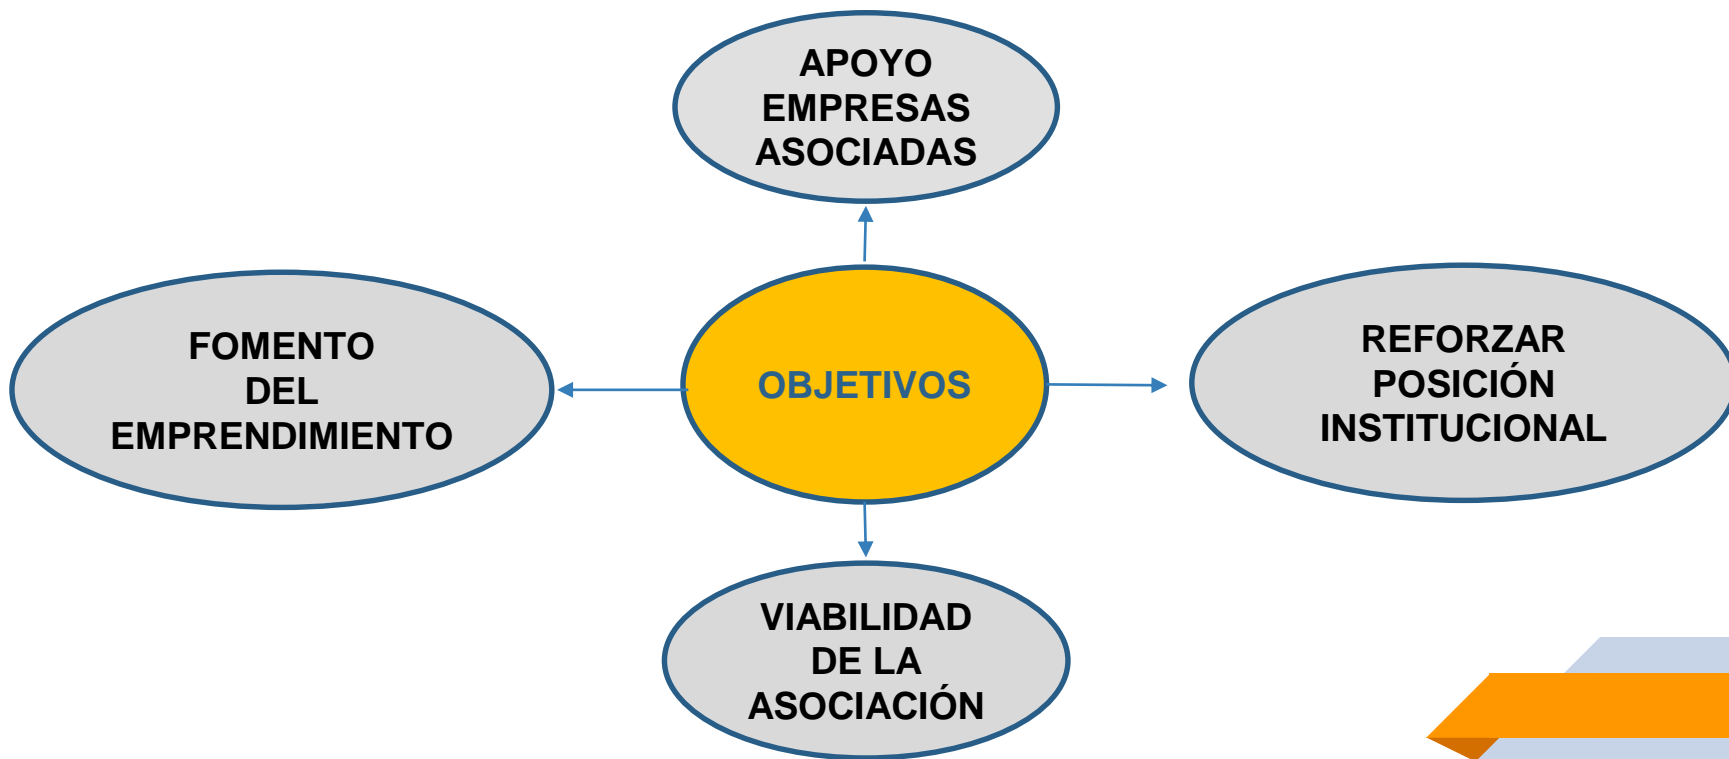 APOYO
EMPRESAS
ASOCIADAS
FOMENTO
DEL
EMPRENDIMIENTO
OBJETIVOS
REFORZAR
POSICIÓN
INSTITUCIONAL
VIABILIDAD
DE LA
ASOCIACIÓN